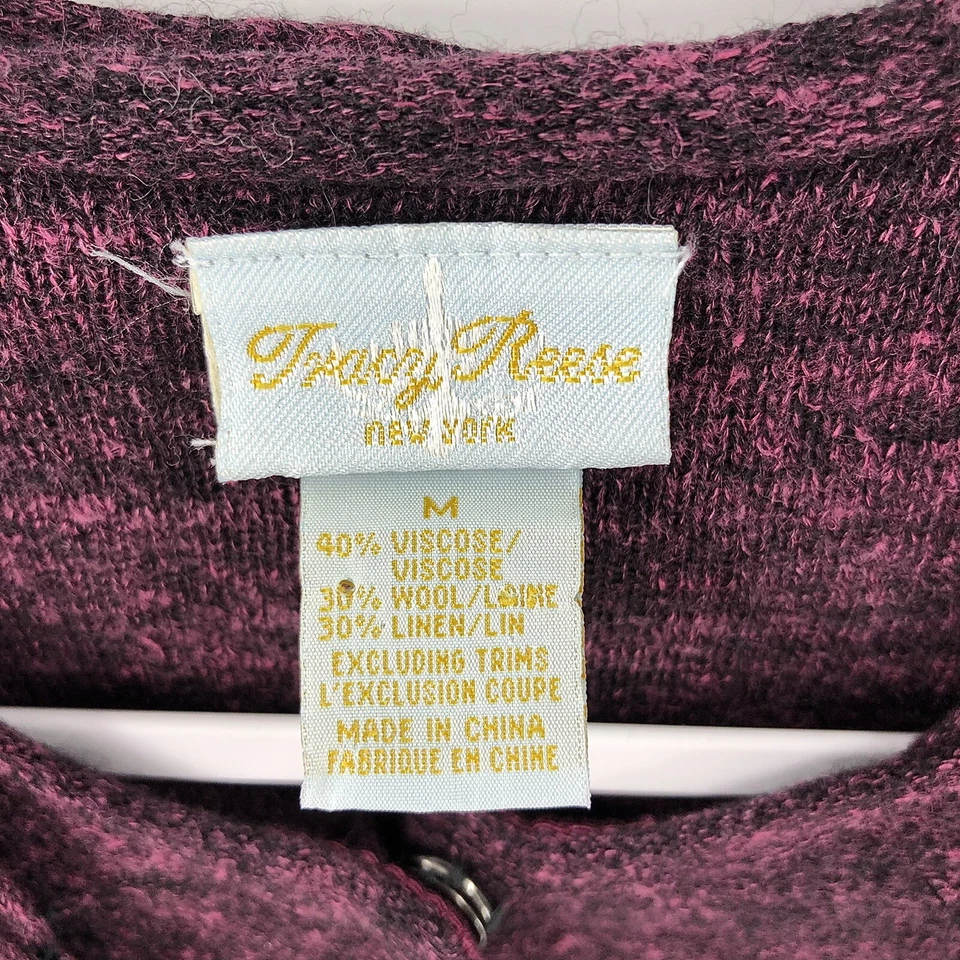 Tracy Reese
new york
M
40% VISCOSE/
VISCOSE
30% WOOL/LAINE
30% LINEN/LIN
EXCLUDING TRIMS
L'EXCLUSION COUPE
MADE IN CHINA
FABRIQUE EN CHINE